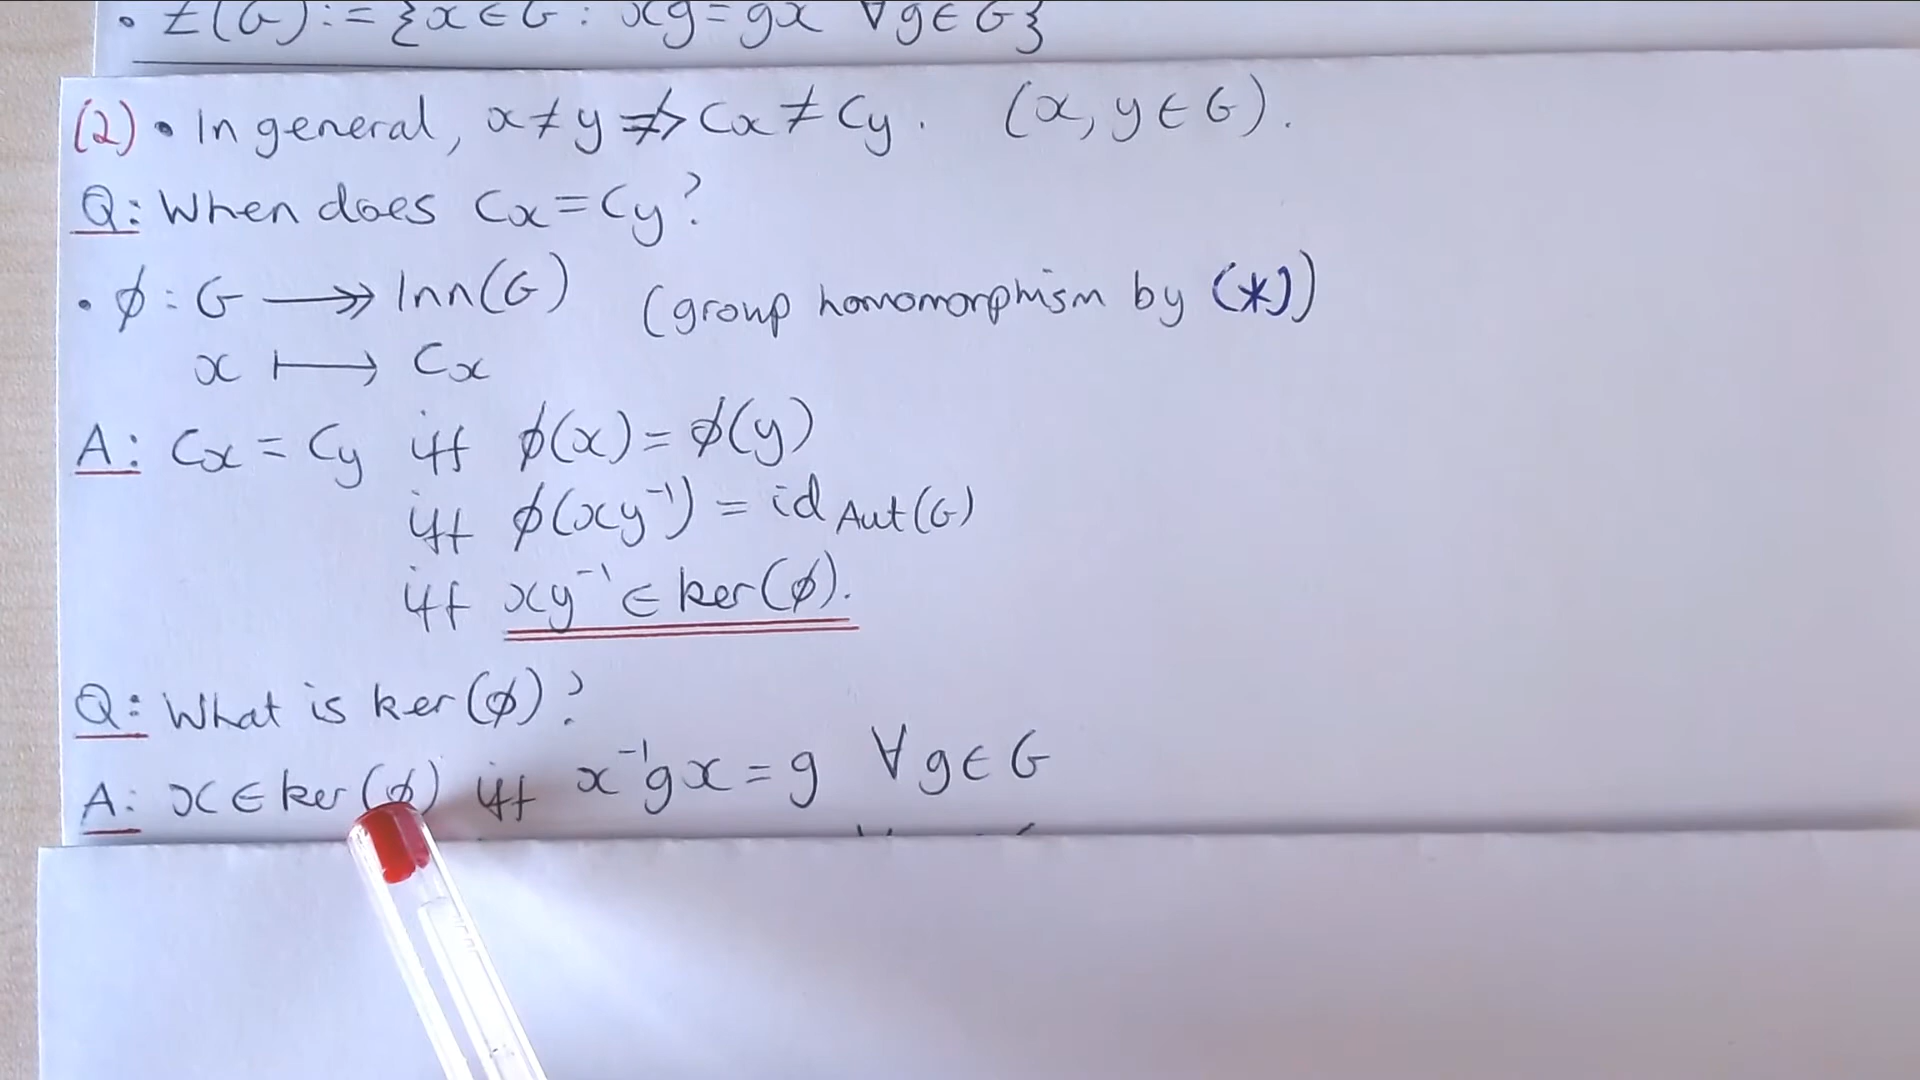 • Z(G) := {x ∈ G : xg = gx ∀g ∈ G}
(2) • In general, x ≠ y ⇏ Cx ≠ Cy. (x, y ∈ G).
Q: When does Cx = Cy?
• ϕ : G ↠ Inn(G) (group homomorphism by (*))
x ⟼ Cx
A: Cx = Cy iff ϕ(x) = ϕ(y)
iff ϕ(xy⁻¹) = id Aut(G)
iff xy⁻¹ ∈ ker(ϕ).
Q: What is ker(ϕ)?
A: x ∈ ker(ϕ) iff x⁻¹gx = g ∀ g ∈ G